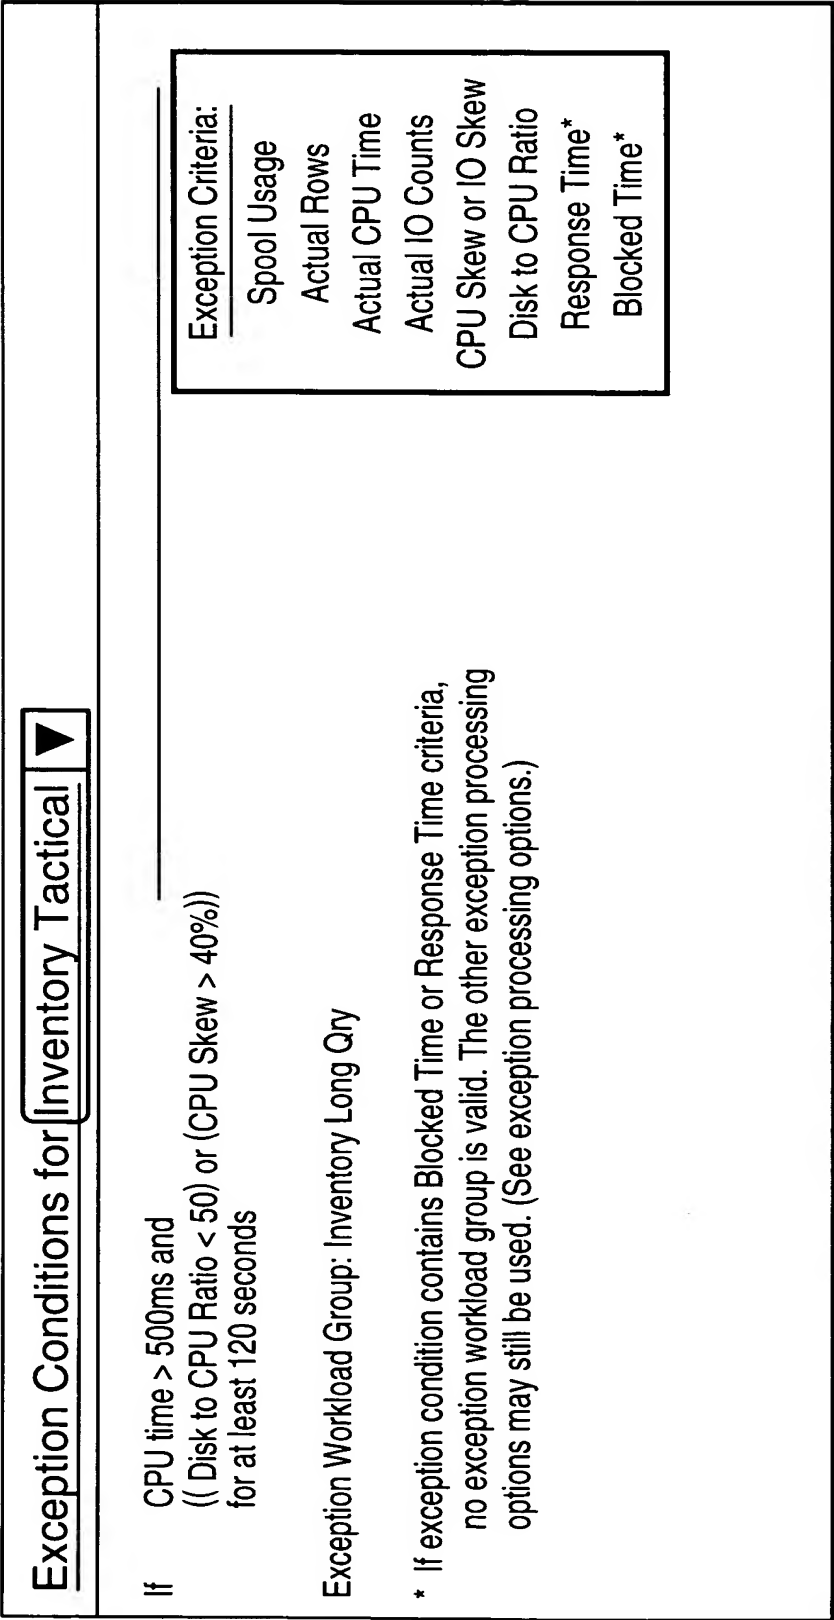 Exception Conditions for Inventory Tactical
If CPU time > 500ms and
(( Disk to CPU Ratio < 50) or (CPU Skew > 40%))
for at least 120 seconds
Exception Workload Group: Inventory Long Qry
* If exception condition contains Blocked Time or Response Time criteria,
no exception workload group is valid. The other exception processing
options may still be used. (See exception processing options.)
Exception Criteria:
Spool Usage
Actual Rows
Actual CPU Time
Actual IO Counts
CPU Skew or IO Skew
Disk to CPU Ratio
Response Time*
Blocked Time*